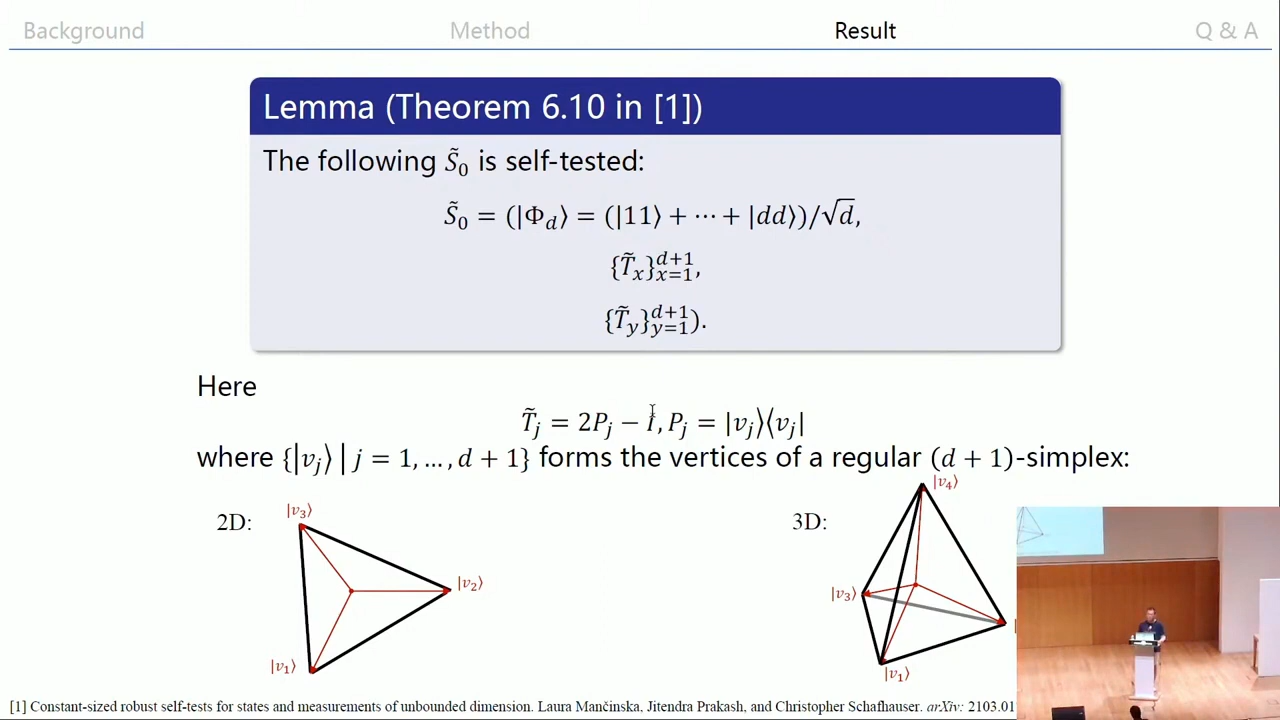 Background Method Result Q & A
Lemma (Theorem 6.10 in [1])
The following S̃₀ is self-tested:
S̃₀ = (|Φ_d⟩ = (|11⟩ + ⋯ + |dd⟩)/√d,
{T̃_x}_{x=1}^{d+1},
{T̃_y}_{y=1}^{d+1}).
Here
T̃_j = 2P_j − I, P_j = |v_j⟩⟨v_j|
where {|v_j⟩ | j = 1, …, d + 1} forms the vertices of a regular (d + 1)-simplex:
2D:
|v₃⟩
|v₂⟩
|v₁⟩
3D:
|v₄⟩
|v₃⟩
|v₁⟩
[1] Constant-sized robust self-tests for states and measurements of unbounded dimension. Laura Mančinska, Jitendra Prakash, and Christopher Schafhauser. arXiv: 2103.01